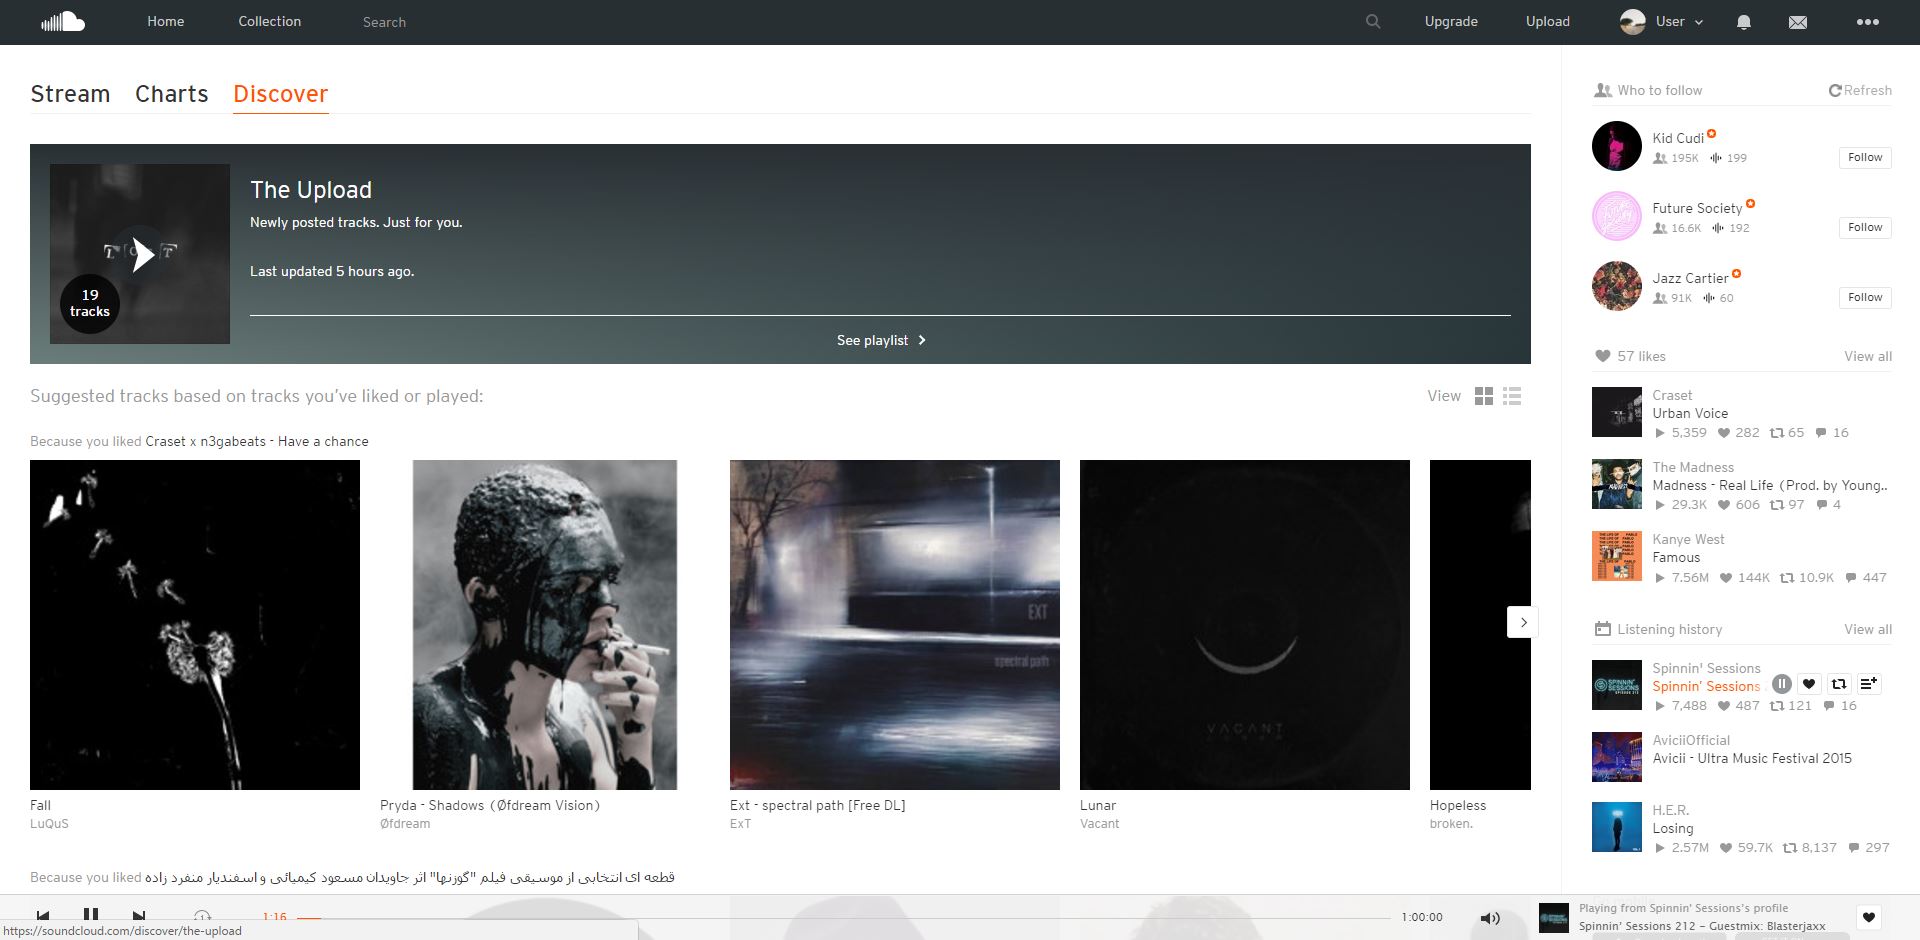 Home
Collection
Search
Upgrade
Upload
User
Stream
Charts
Discover
The Upload
Newly posted tracks. Just for you.
Last updated 5 hours ago.
19
tracks
See playlist
Suggested tracks based on tracks you've liked or played:
View
Because you liked Craset x n3gabeats - Have a chance
EXT
spectral path
VACANT
Fall
LuQuS
Pryda - Shadows (Øfdream Vision)
Øfdream
Ext - spectral path [Free DL]
ExT
Lunar
Vacant
Hopeless
broken.
Because you liked قطعه ای انتخابی از موسیقی فیلم "گوزنها" اثر جاویدان مسعود کیمیائی و اسفندیار منفرد زاده
Who to follow
Refresh
Kid Cudi
195K 199
Follow
Future Society
16.6K 192
Follow
Jazz Cartier
91K 60
Follow
57 likes
View all
Craset
Urban Voice
5,359 282 65 16
The Madness
Madness - Real Life (Prod. by Young..
29.3K 606 97 4
Kanye West
Famous
7.56M 144K 10.9K 447
Listening history
View all
Spinnin' Sessions
Spinnin' Sessions
7,488 487 121 16
AviciiOfficial
Avicii - Ultra Music Festival 2015
H.E.R.
Losing
2.57M 59.7K 8,137 297
1:16
1:00:00
Playing from Spinnin' Sessions's profile
Spinnin' Sessions 212 – Guestmix: Blasterjaxx
https://soundcloud.com/discover/the-upload